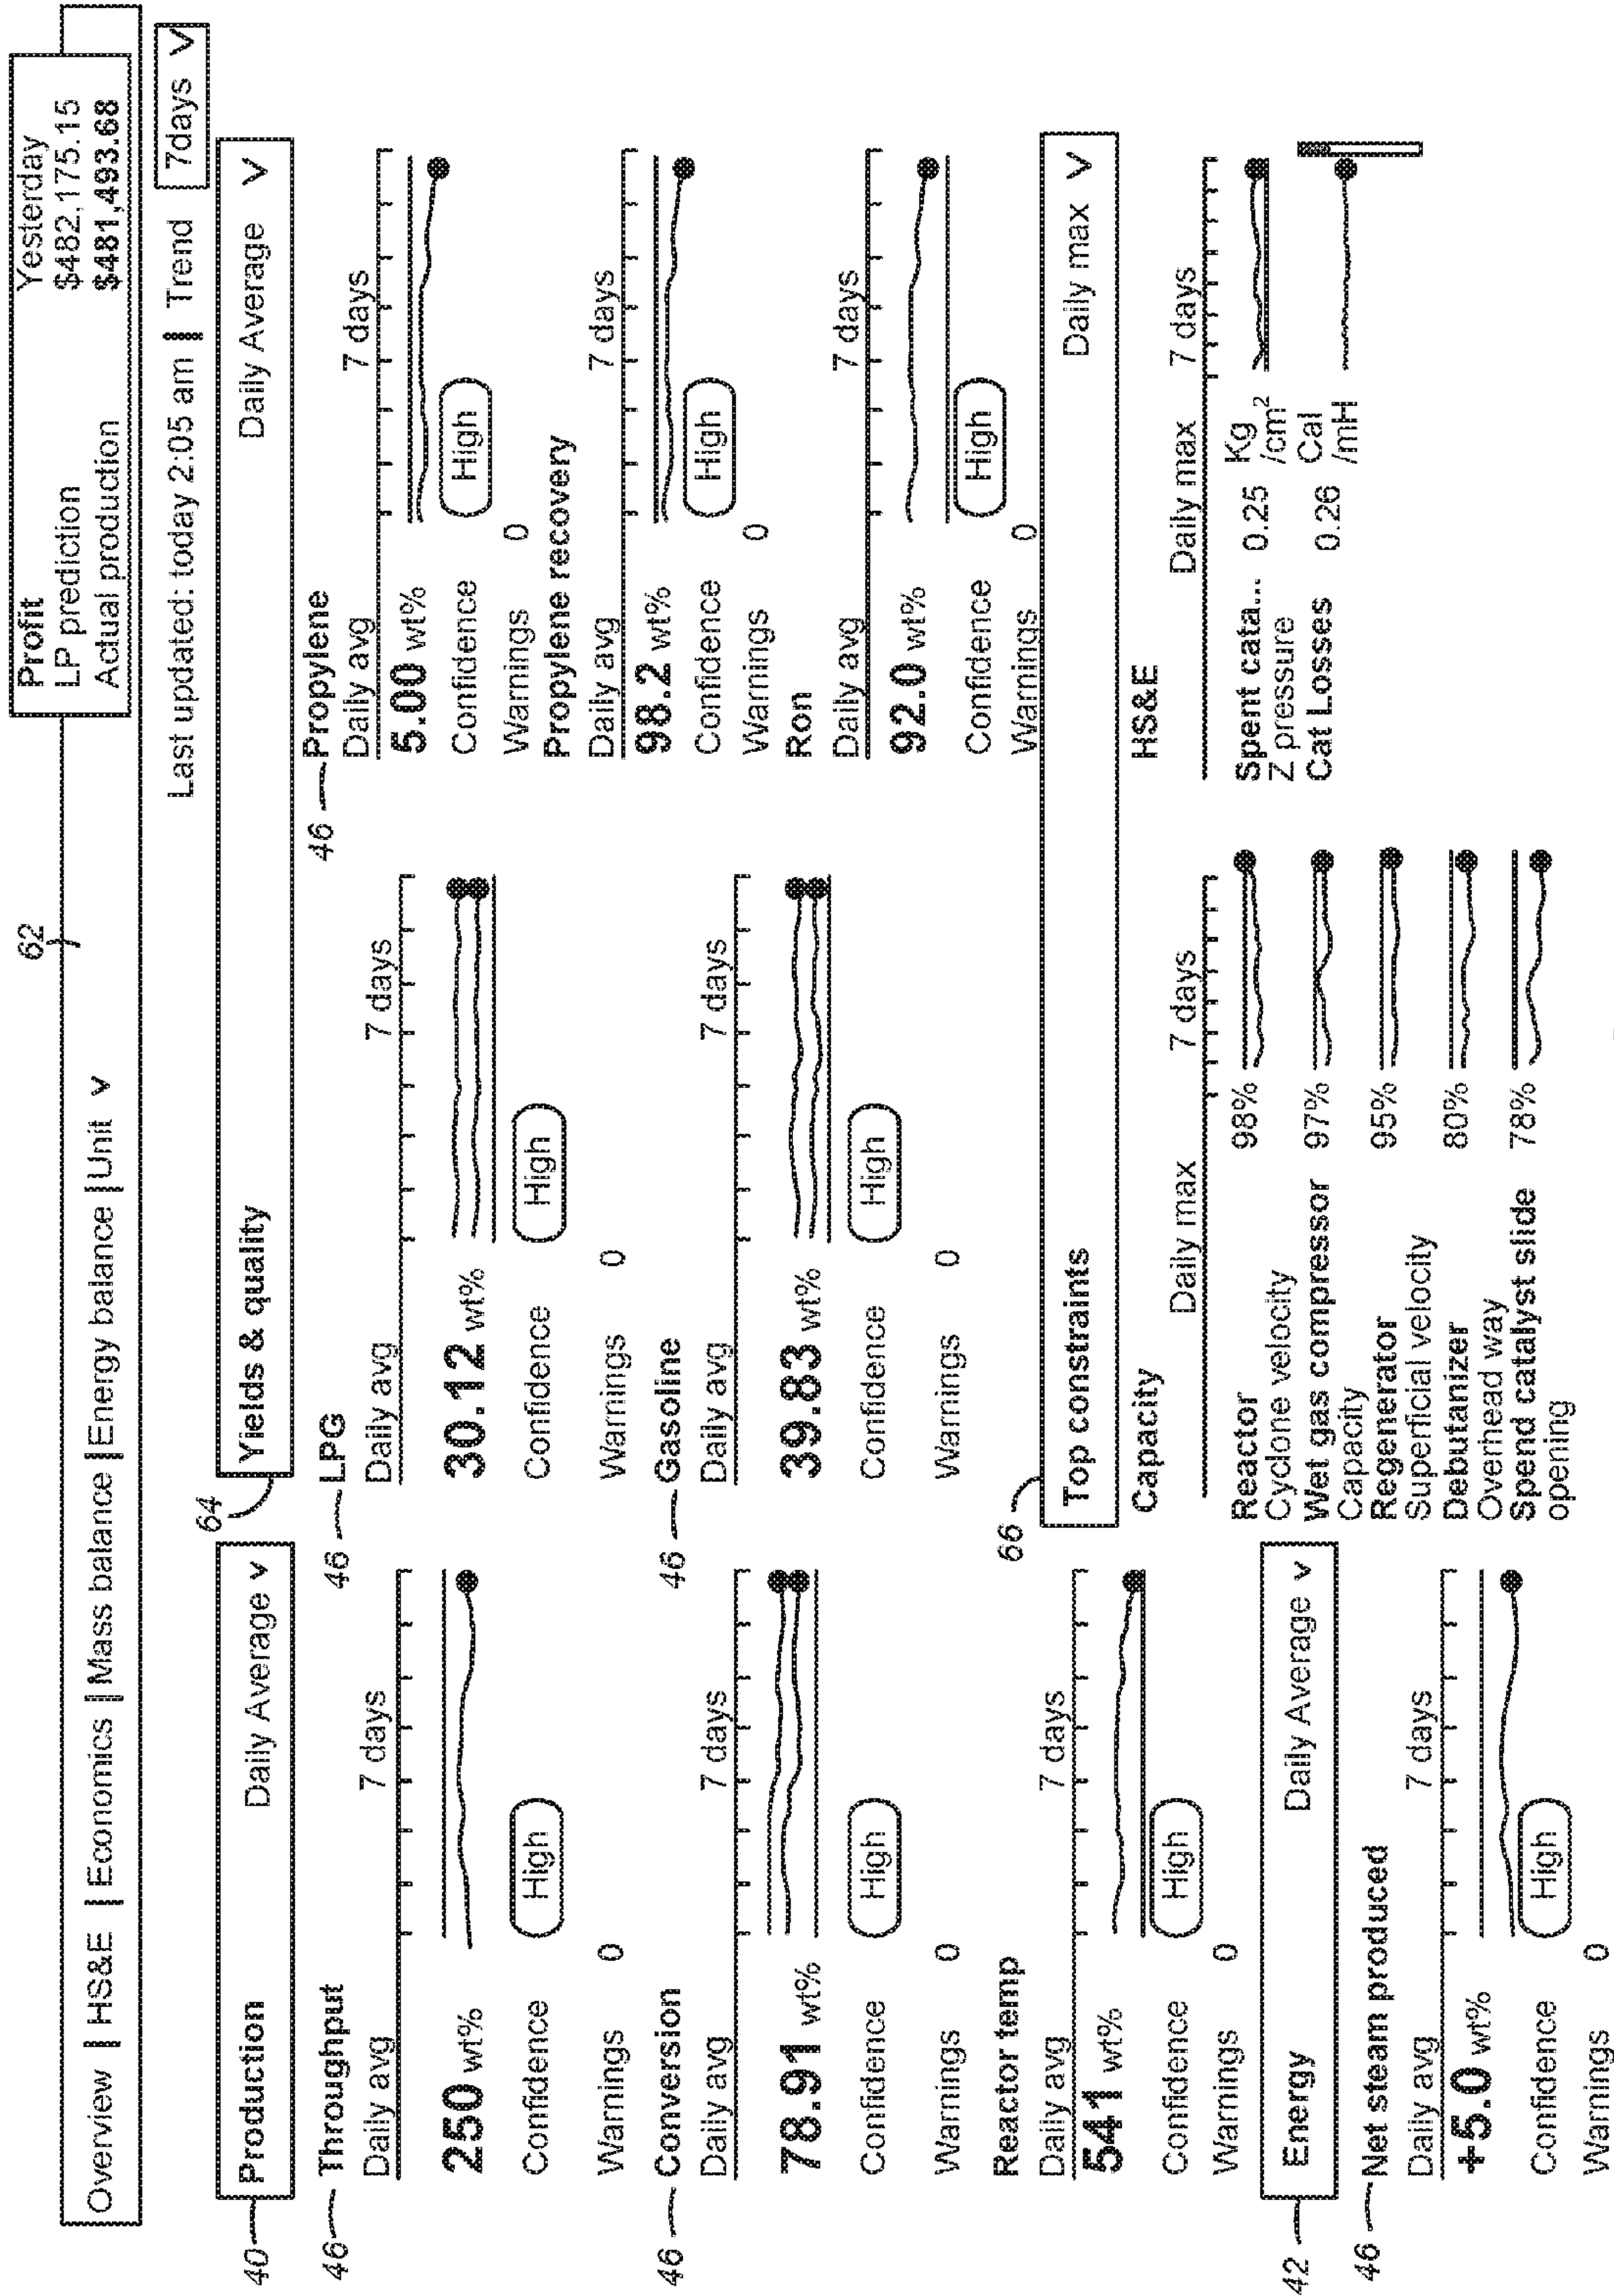 62
Profit Yesterday
LP prediction $482,175.15
Actual production $481,493.68
Overview | HS&E | Economics | Mass balance | Energy balance | Unit V
Last updated: today 2:05 am | Trend 7days V
40 Production Daily Average V
46 Throughput
Daily avg 7 days
250 wt%
Confidence High
Warnings 0
46 Conversion
Daily avg 7 days
78.91 wt%
Confidence High
Warnings 0
Reactor temp
Daily avg 7 days
541 wt%
Confidence High
Warnings 0
42 Energy Daily Average V
46 Net steam produced
Daily avg 7 days
+5.0 wt%
Confidence High
Warnings 0
64 Yields & quality Daily Average V
46 LPG
Daily avg 7 days
30.12 wt%
Confidence High
Warnings 0
46 Gasoline
Daily avg 7 days
39.83 wt%
Confidence High
Warnings 0
46 Propylene
Daily avg 7 days
5.00 wt%
Confidence High
Warnings 0
Propylene recovery
Daily avg 7 days
98.2 wt%
Confidence High
Warnings 0
Ron
Daily avg 7 days
92.0 wt%
Confidence High
Warnings 0
66 Top constraints Daily max V
Capacity
Daily max 7 days
Reactor 98%
Cyclone velocity
Wet gas compressor 97%
Capacity
Regenerator 95%
Superficial velocity
Debutanizer 80%
Overhead way
Spend catalyst slide 78%
opening
HS&E
Daily max 7 days
Spent cata... 0.25 Kg
Z pressure /cm2
Cat Losses 0.26 Cal
/mH